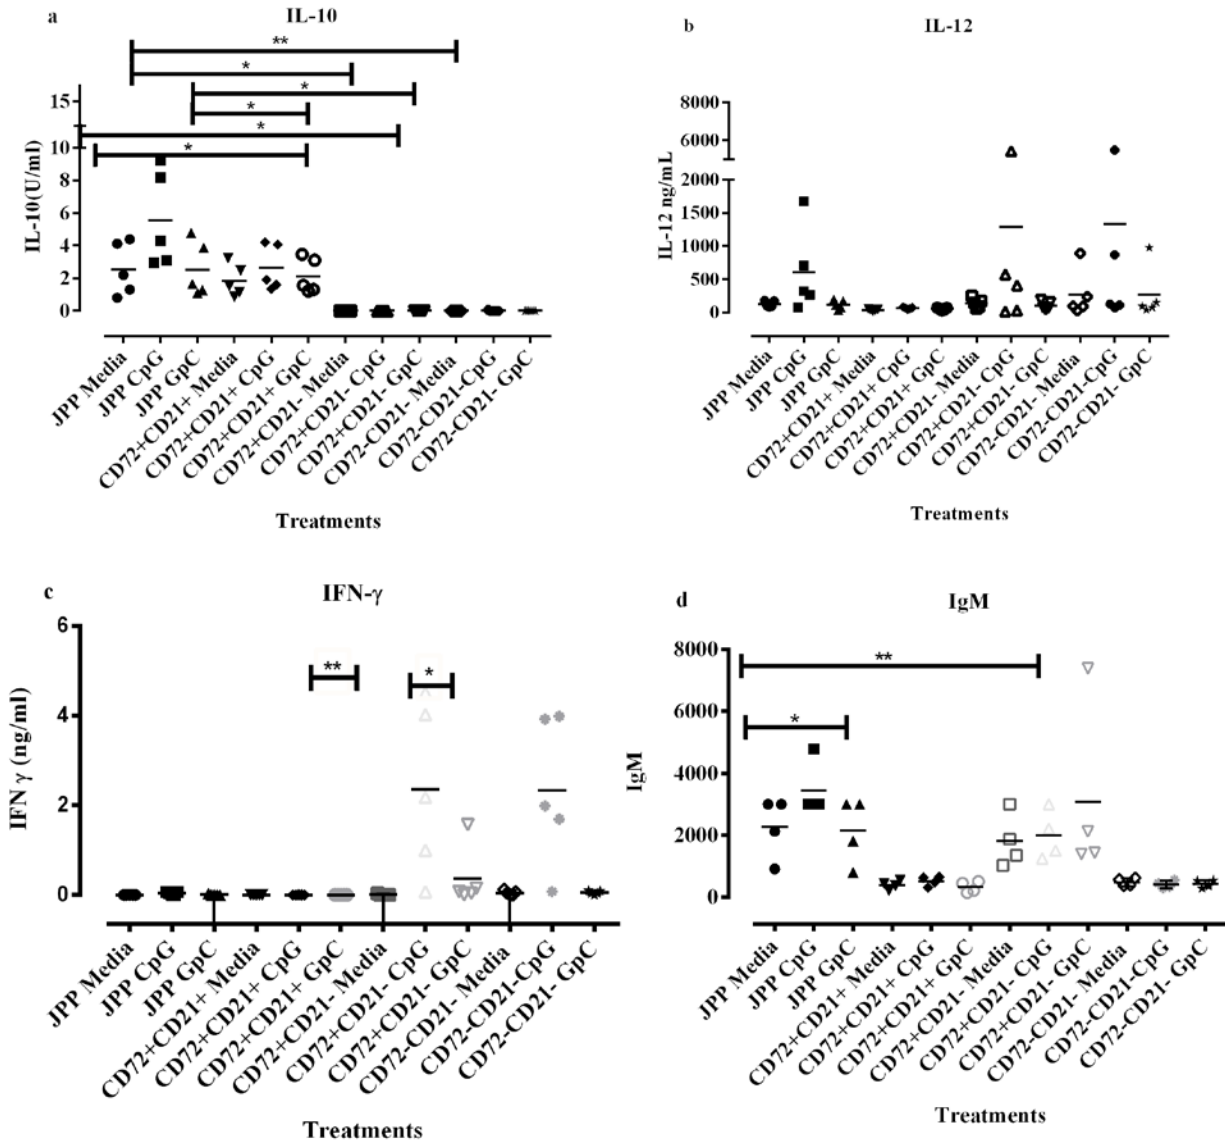 a
IL-10
**
*
*
*
*
*
15
10
8
6
4
2
0
IL-10(U/ml)
JPP Media
JPP CpG
JPP GpC
CD72+CD21+ Media
CD72+CD21+ CpG
CD72+CD21+ GpC
CD72+CD21- Media
CD72+CD21- CpG
CD72+CD21- GpC
CD72-CD21- Media
CD72-CD21-CpG
CD72-CD21- GpC
Treatments
b
IL-12
8000
6000
4000
2000
1500
1000
500
0
IL-12 ng/mL
JPP Media
JPP CpG
JPP GpC
CD72+CD21+ Media
CD72+CD21+ CpG
CD72+CD21+ GpC
CD72+CD21- Media
CD72+CD21-CpG
CD72+CD21- GpC
CD72-CD21- Media
CD72-CD21-CpG
CD72-CD21- GpC
Treatments
c
IFN-γ
6
4
2
0
IFN γ (ng/ml)
**
*
JPP Media
JPP CpG
JPP GpC
CD72+CD21+ Media
CD72+CD21+ CpG
CD72+CD21+ GpC
CD72+CD21- Media
CD72+CD21- CpG
CD72+CD21- GpC
CD72-CD21- Media
CD72-CD21-CpG
CD72-CD21- GpC
Treatments
d
IgM
8000
6000
4000
2000
0
IgM
**
*
JPP Media
JPP CpG
JPP GpC
CD72+CD21+ Media
CD72+CD21+ CpG
CD72+CD21+ GpC
CD72+CD21- Media
CD72+CD21- CpG
CD72+CD21- GpC
CD72-CD21- Media
CD72-CD21-CpG
CD72-CD21- GpC
Treatments